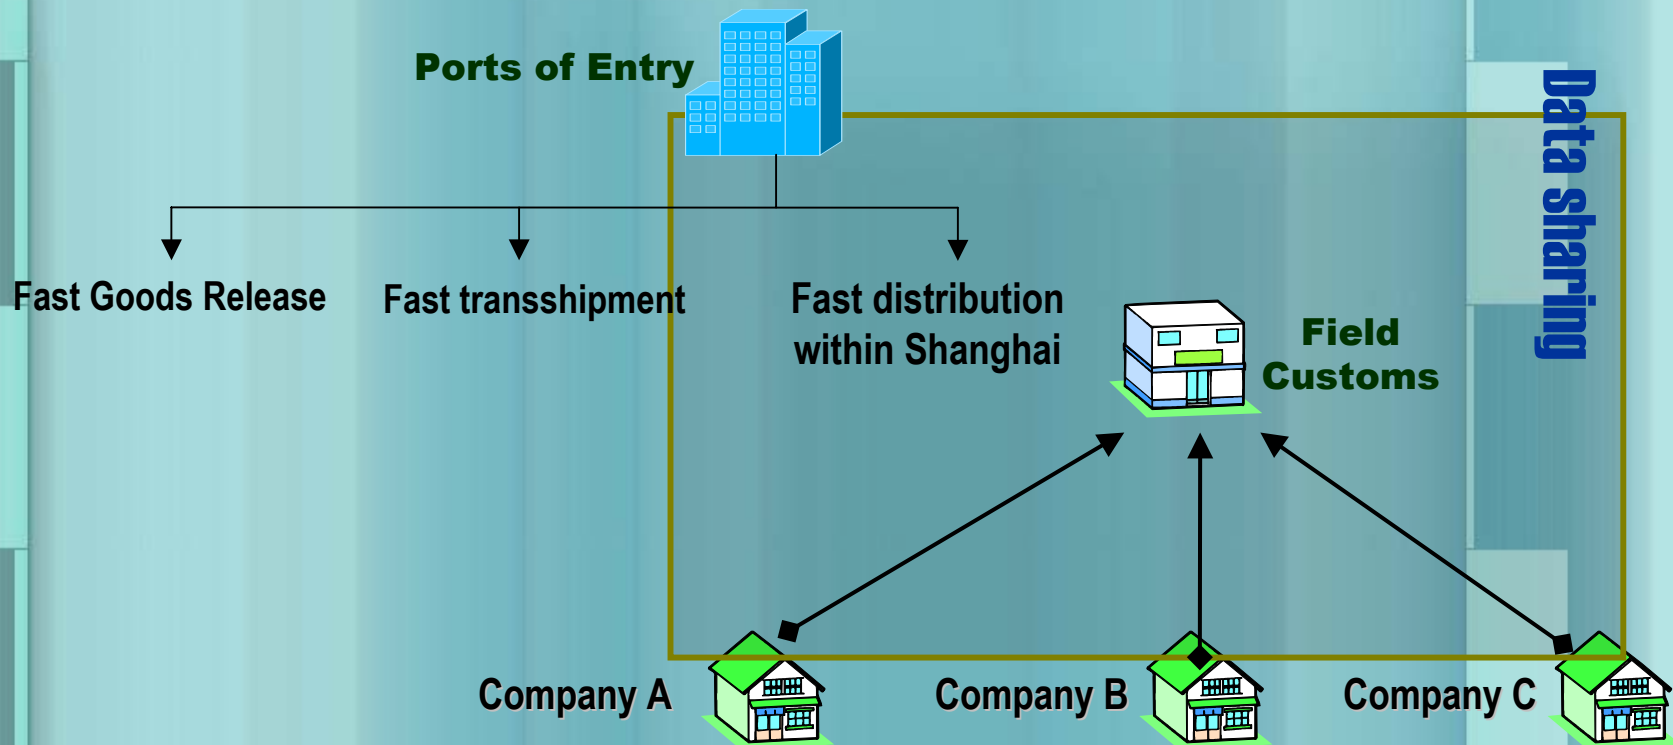 Ports of Entry
Data sharing
Fast Goods Release
Fast transshipment
Fast distribution
within Shanghai
Field
Customs
Company A
Company B
Company C